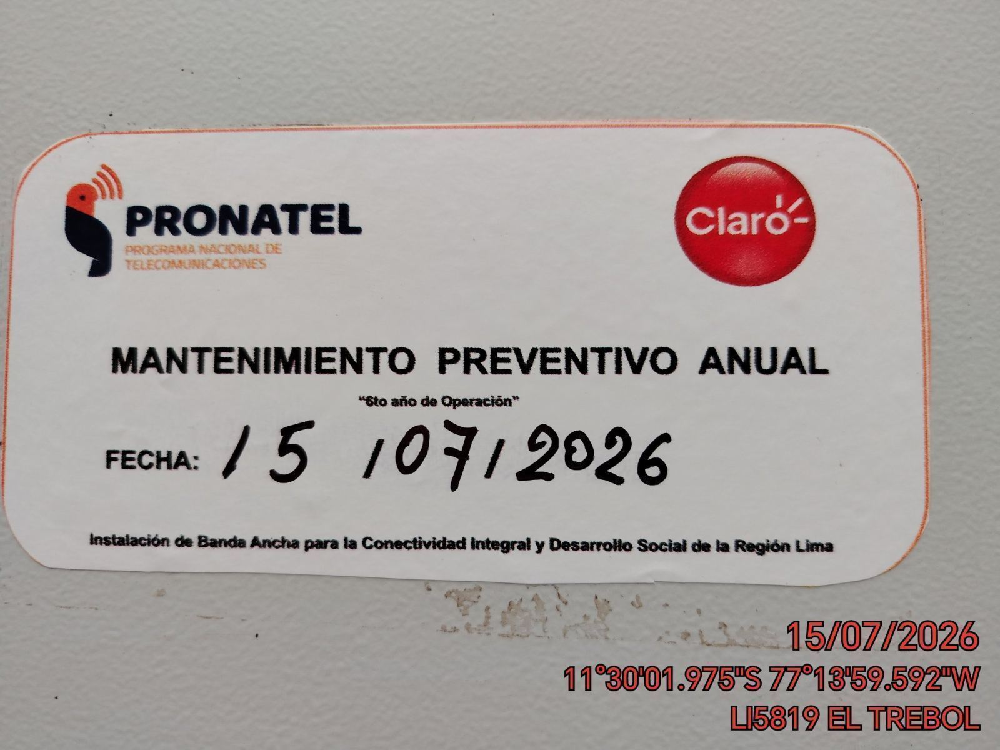 PRONATEL
PROGRAMA NACIONAL DE
TELECOMUNICACIONES
Claro
MANTENIMIENTO PREVENTIVO ANUAL
"6to año de Operación"
FECHA: 15 / 07 / 2026
Instalación de Banda Ancha para la Conectividad Integral y Desarrollo Social de la Región Lima
15/07/2026
11°30'01.975"S 77°13'59.592"W
LI5819 EL TREBOL